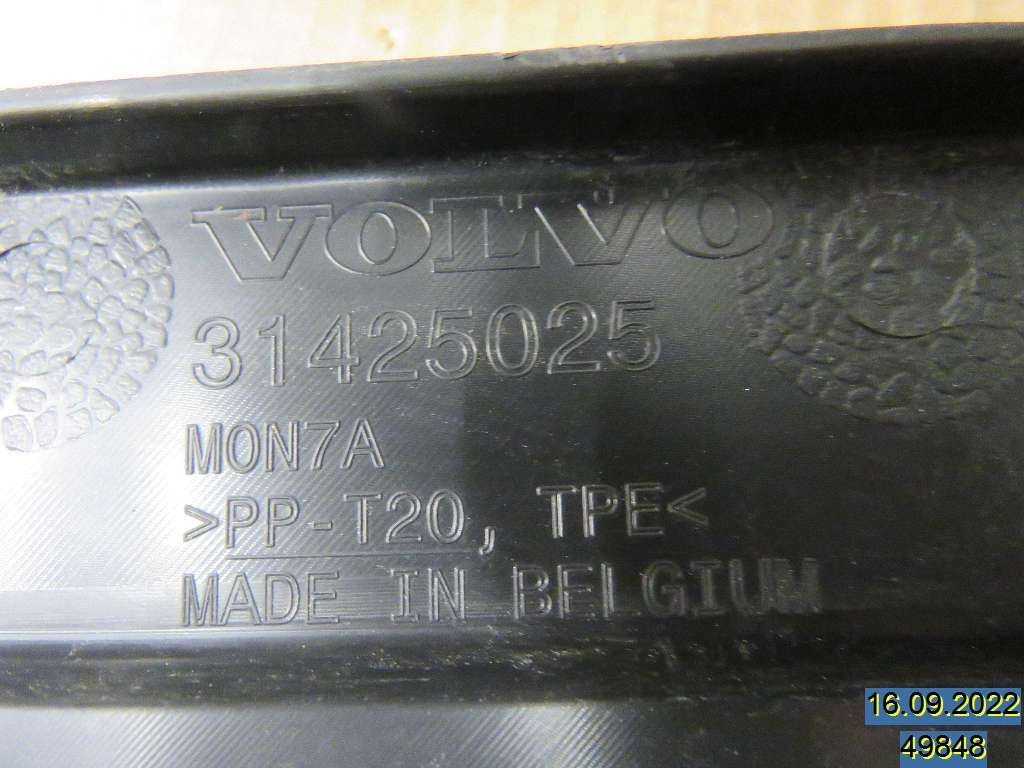 VOLVO
31425025
MON7A
>PP-T20, TPE<
MADE IN BELGIUM
16.09.2022
49848